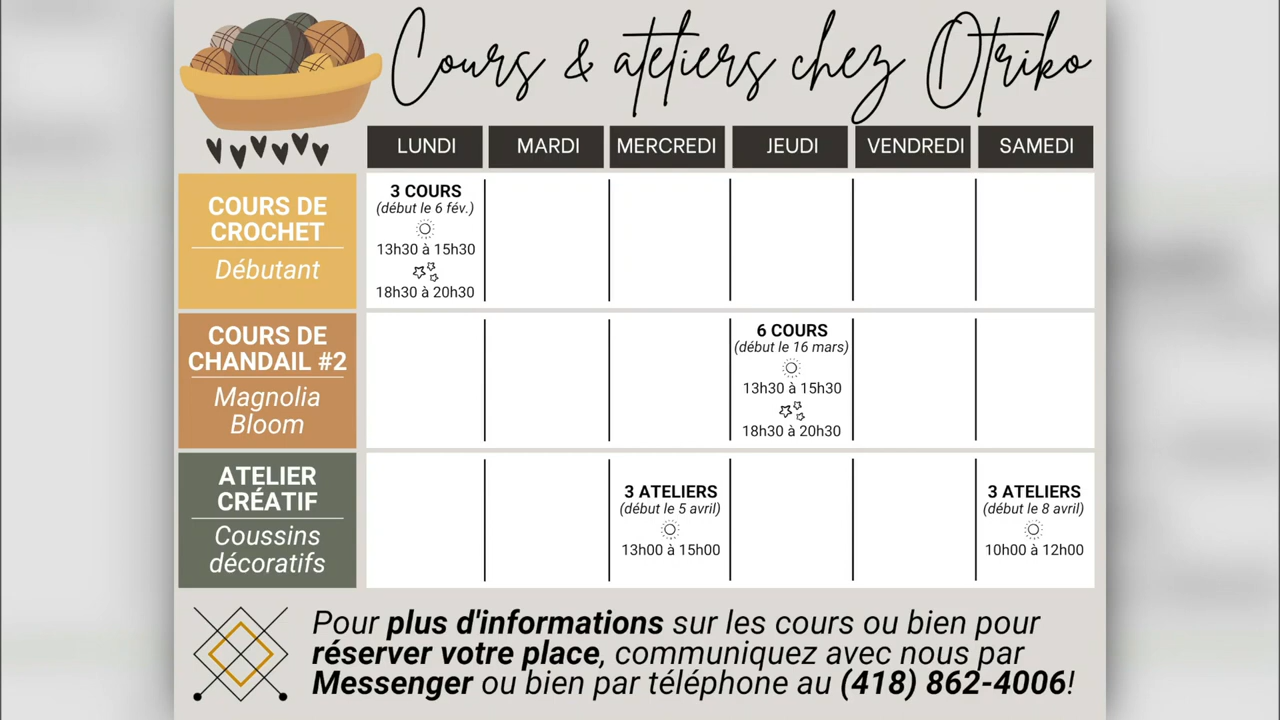 Cours & ateliers chez Otriko
LUNDI MARDI MERCREDI JEUDI VENDREDI SAMEDI
COURS DE
CROCHET
Débutant
3 COURS
(début le 6 fév.)
13h30 à 15h30
18h30 à 20h30
COURS DE
CHANDAIL #2
Magnolia
Bloom
6 COURS
(début le 16 mars)
13h30 à 15h30
18h30 à 20h30
ATELIER
CRÉATIF
Coussins
décoratifs
3 ATELIERS
(début le 5 avril)
13h00 à 15h00
3 ATELIERS
(début le 8 avril)
10h00 à 12h00
Pour plus d'informations sur les cours ou bien pour
réserver votre place, communiquez avec nous par
Messenger ou bien par téléphone au (418) 862-4006!